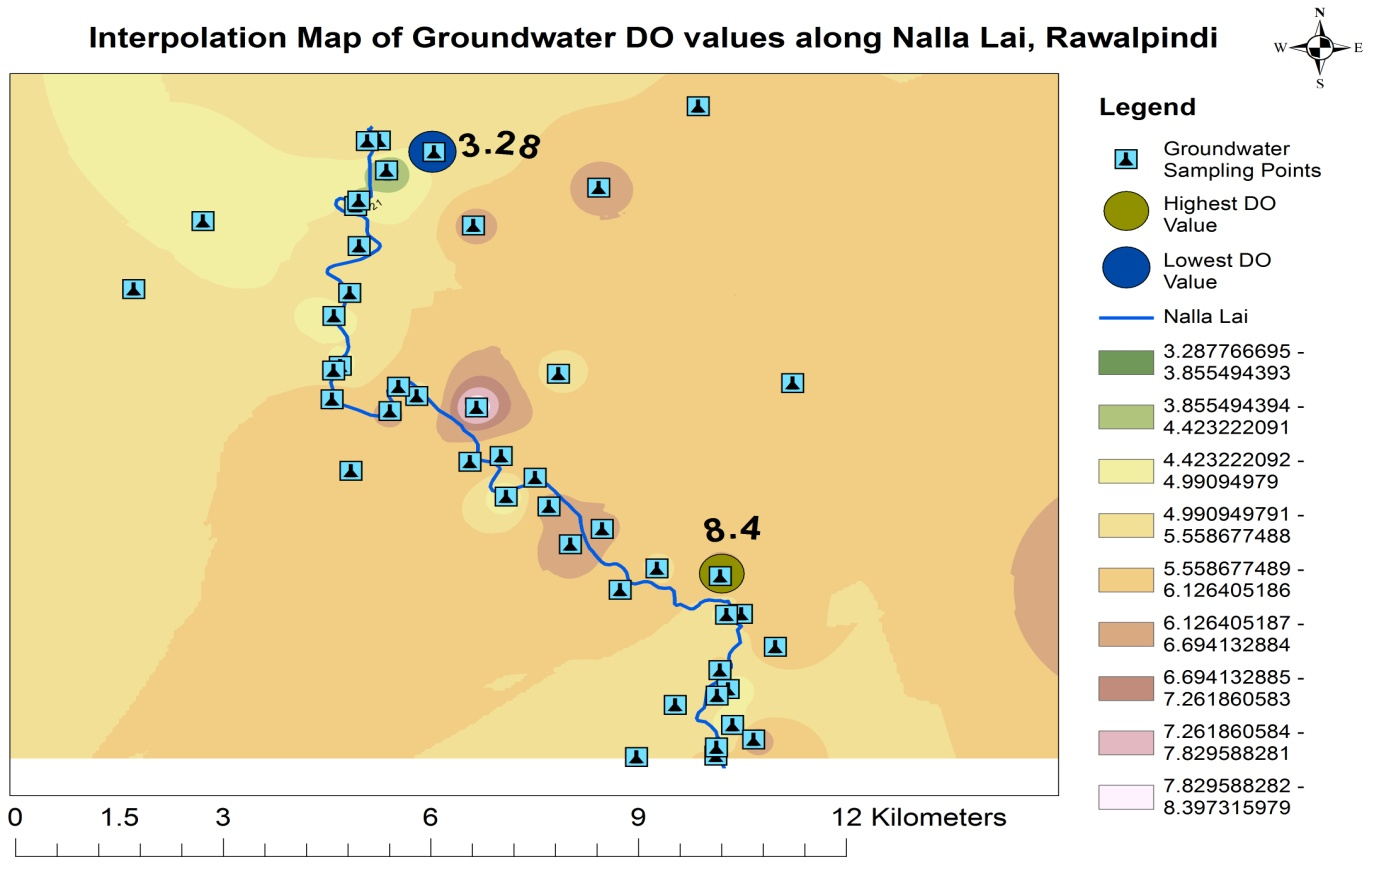 Interpolation Map of Groundwater DO values along Nalla Lai, Rawalpindi
N
W E
S
3.28
21
8.4
Legend
Groundwater
Sampling Points
Highest DO
Value
Lowest DO
Value
Nalla Lai
3.287766695 -
3.855494393
3.855494394 -
4.423222091
4.423222092 -
4.99094979
4.990949791 -
5.558677488
5.558677489 -
6.126405186
6.126405187 -
6.694132884
6.694132885 -
7.261860583
7.261860584 -
7.829588281
7.829588282 -
8.397315979
0 1.5 3 6 9 12 Kilometers